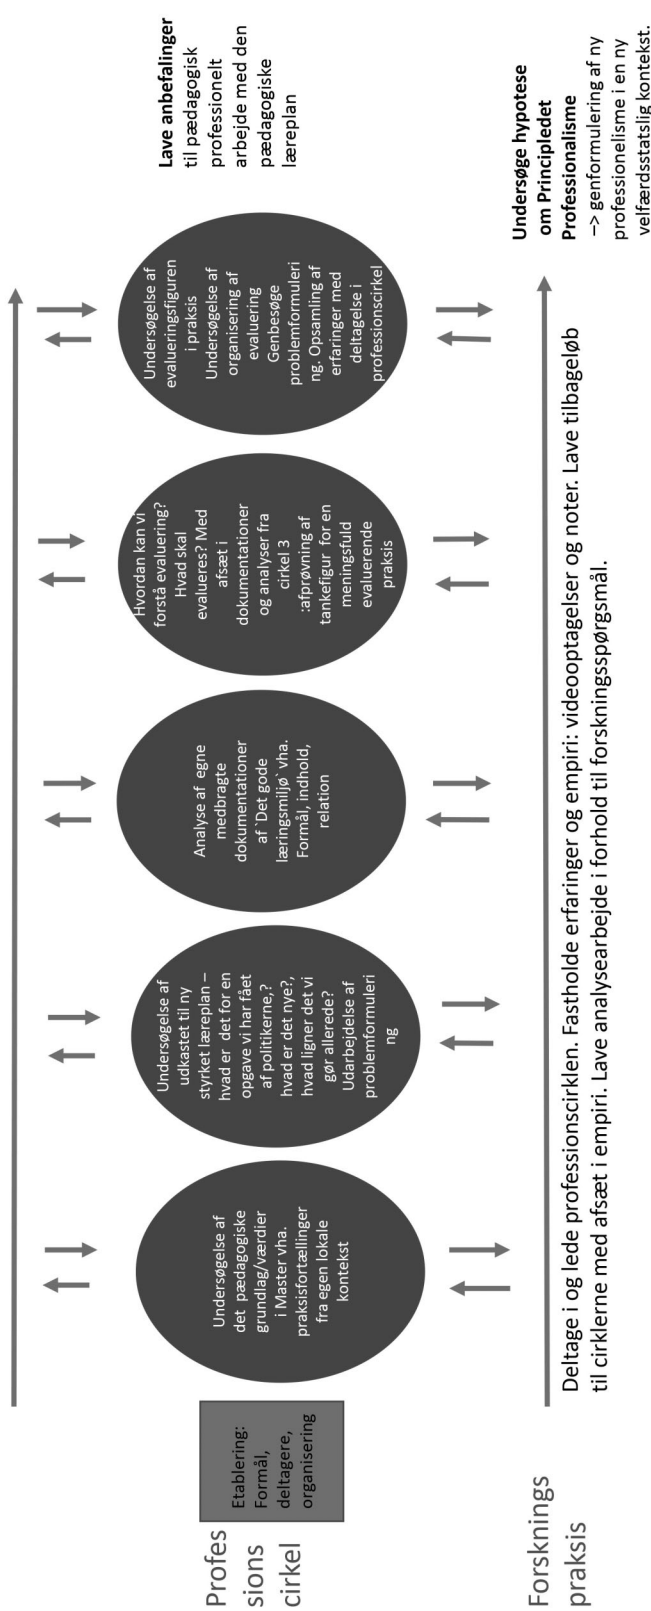 Profes
sions
cirkel
Etablering:
Formål,
deltagere,
organisering
Undersøgelse af
det pædagogiske
grundlag/værdier
i Master vha.
praksisfortællinger
fra egen lokale
kontekst
Undersøgelse af
udkastet til ny
styrket læreplan –
hvad er det for en
opgave vi har fået
af politikerne,?
hvad er det nye?,
hvad ligner det vi
gør allerede?
Udarbejdelse af
problemformuleri
ng
Analyse af egne
medbragte
dokumentationer
af `Det gode
læringsmiljø` vha.
Formål, indhold,
relation
Hvordan kan vi
forstå evaluering?
Hvad skal
evalueres? Med
afsæt i
dokumentationer
og analyser fra
cirkel 3
:afprøvning af
tankefigur for en
meningsfuld
evaluerende
praksis
Undersøgelse af
evalueringsfiguren
i praksis
Undersøgelse af
organisering af
evaluering
Genbesøge
problemformuleri
ng. Opsamling af
erfaringer med
deltagelse i
professionscirkel
Lave anbefalinger
til pædagogisk
professionelt
arbejde med den
pædagogiske
læreplan
Forsknings
praksis
Deltage i og lede professionscirklen. Fastholde erfaringer og empiri: videooptagelser og noter. Lave tilbageløb
til cirklerne med afsæt i empiri. Lave analysearbejde i forhold til forskningsspørgsmål.
Undersøge hypotese
om Principledet
Professionalisme
–> genformulering af ny
professionelisme i en ny
velfærdsstatslig kontekst.